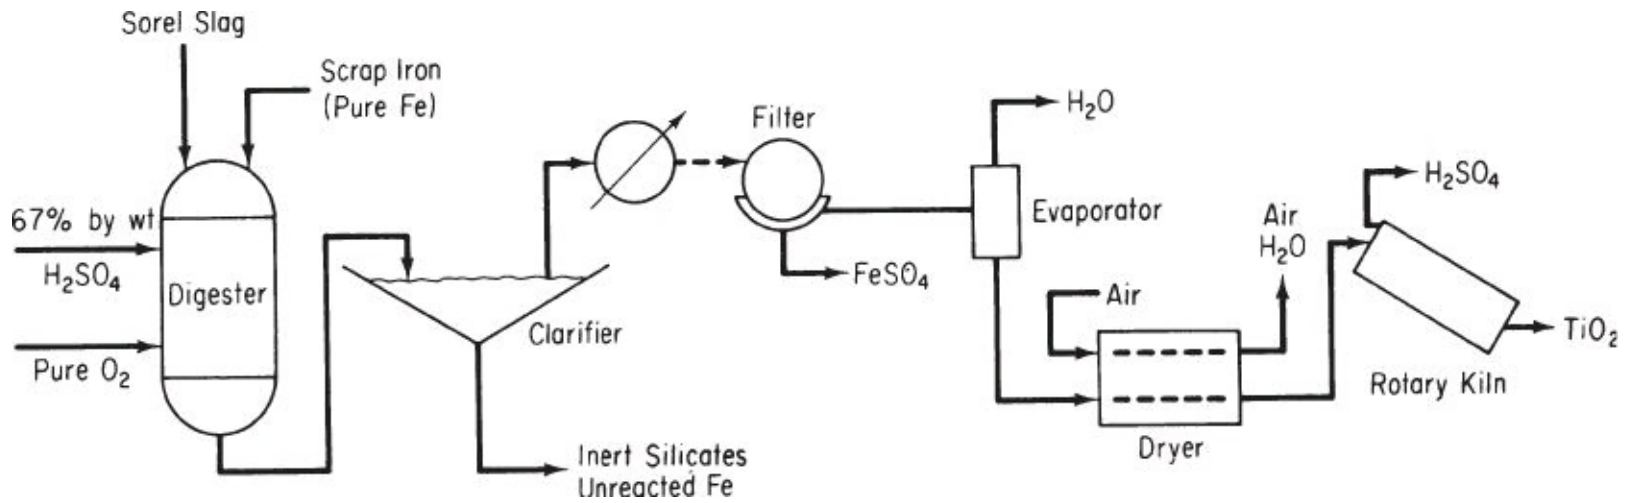 Sorel Slag
Scrap Iron
(Pure Fe)
67% by wt
H₂SO₄
Pure O₂
Digester
Clarifier
Inert Silicates
Unreacted Fe
Filter
FeSO₄
H₂O
Evaporator
Air
Air
H₂O
Dryer
H₂SO₄
TiO₂
Rotary Kiln